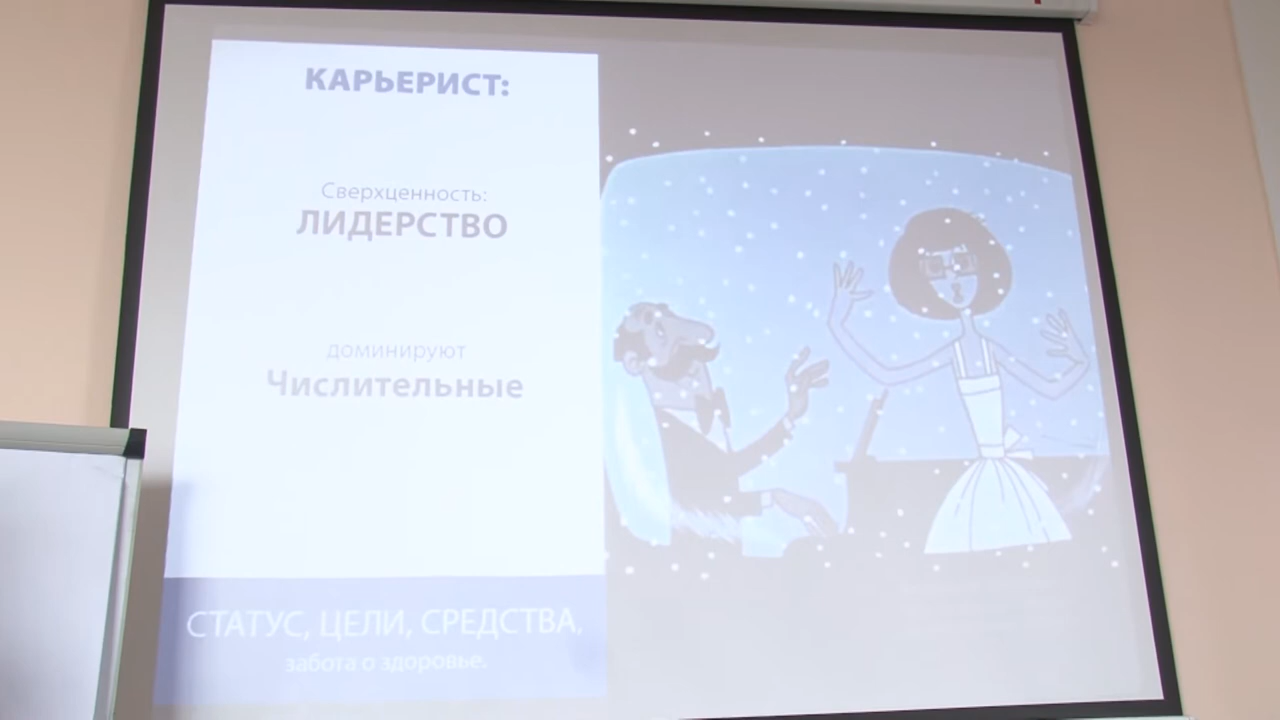 КАРЬЕРИСТ:
Сверхценность:
ЛИДЕРСТВО
доминируют
Числительные
СТАТУС, ЦЕЛИ, СРЕДСТВА,
забота о здоровье.